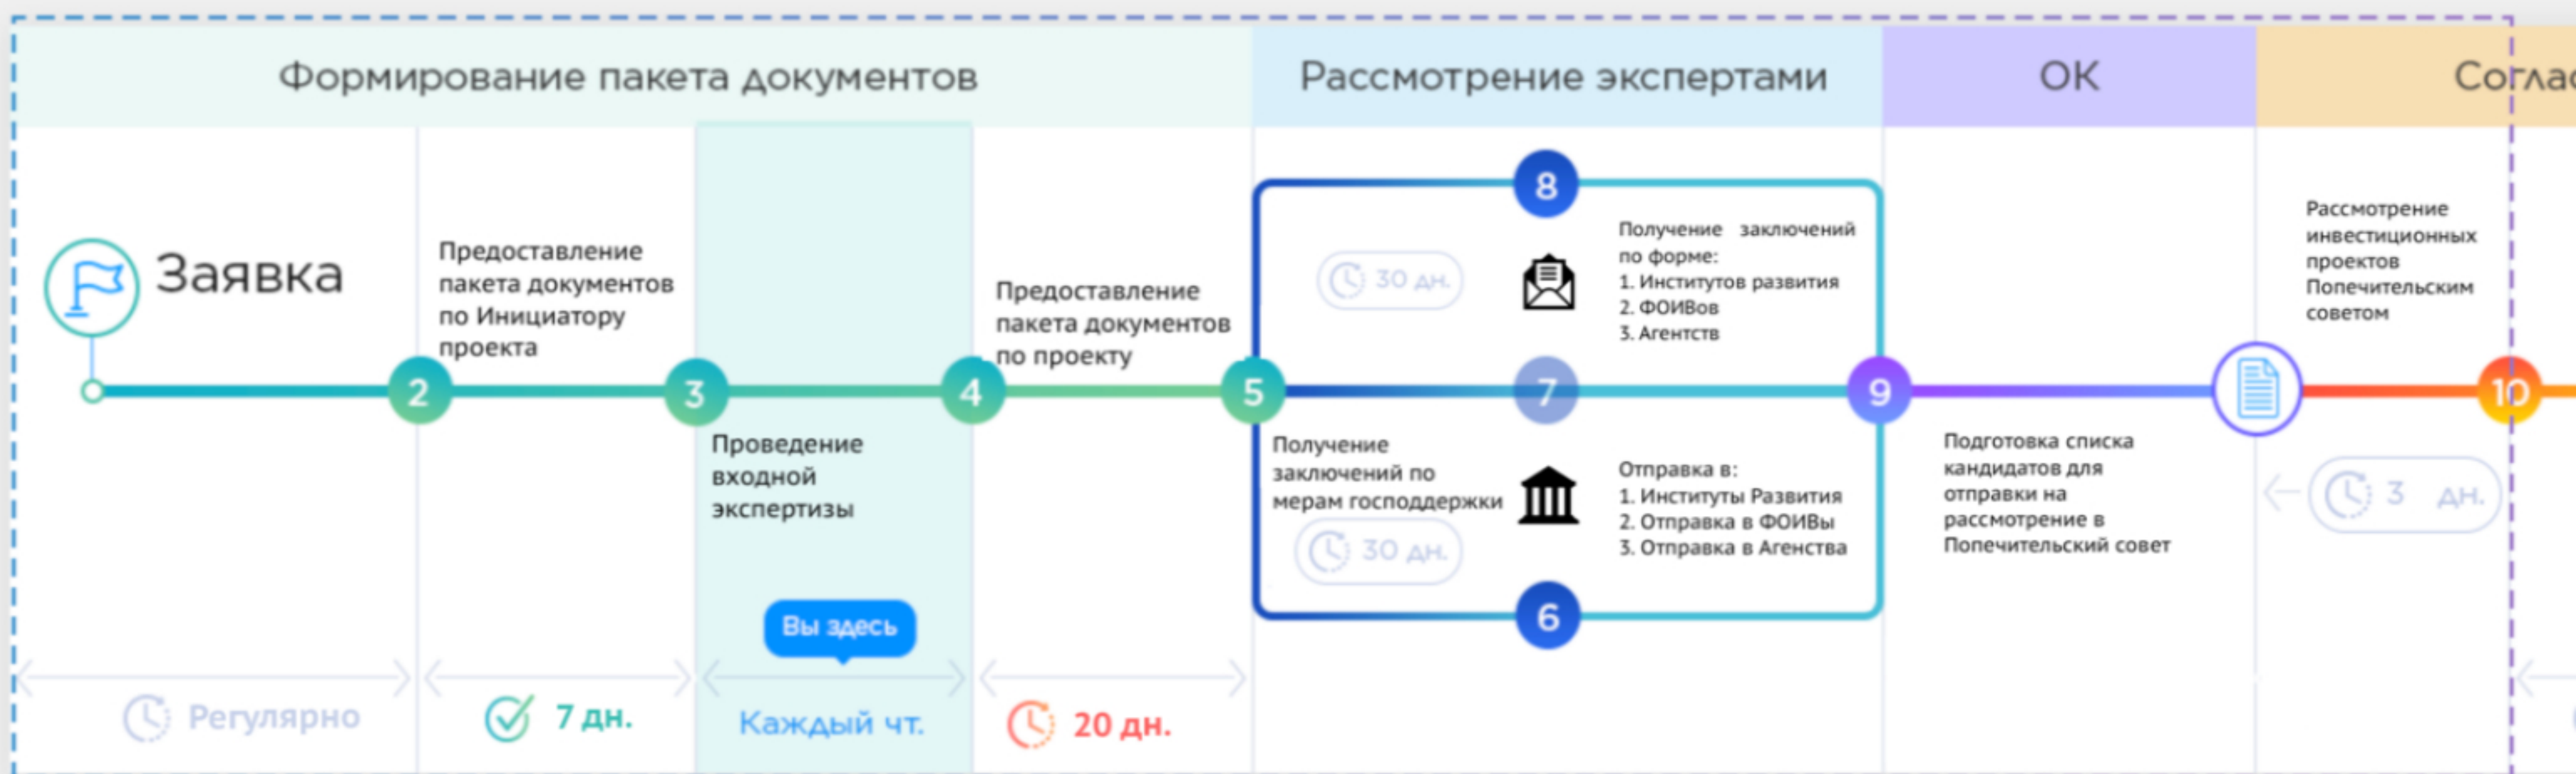 Формирование пакета документов
Рассмотрение экспертами
ОК
Заявка
Предоставление
пакета документов
по Инициатору
проекта
2
3
Проведение
входной
экспертизы
4
Предоставление
пакета документов
по проекту
5
8
30 дн.
Получение заключений
по форме:
1. Институтов развития
2. ФОИВов
3. Агентств
7
Получение
заключений по
мерам господдержки
30 дн.
Отправка в:
1. Институты Развития
2. Отправка в ФОИВы
3. Отправка в Агенства
6
9
Подготовка списка
кандидатов для
отправки на
рассмотрение в
Попечительский совет
Рассмотрение
инвестиционных
проектов
Попечительским
советом
10
3 дн.
Вы здесь
Регулярно
7 дн.
Каждый чт.
20 дн.